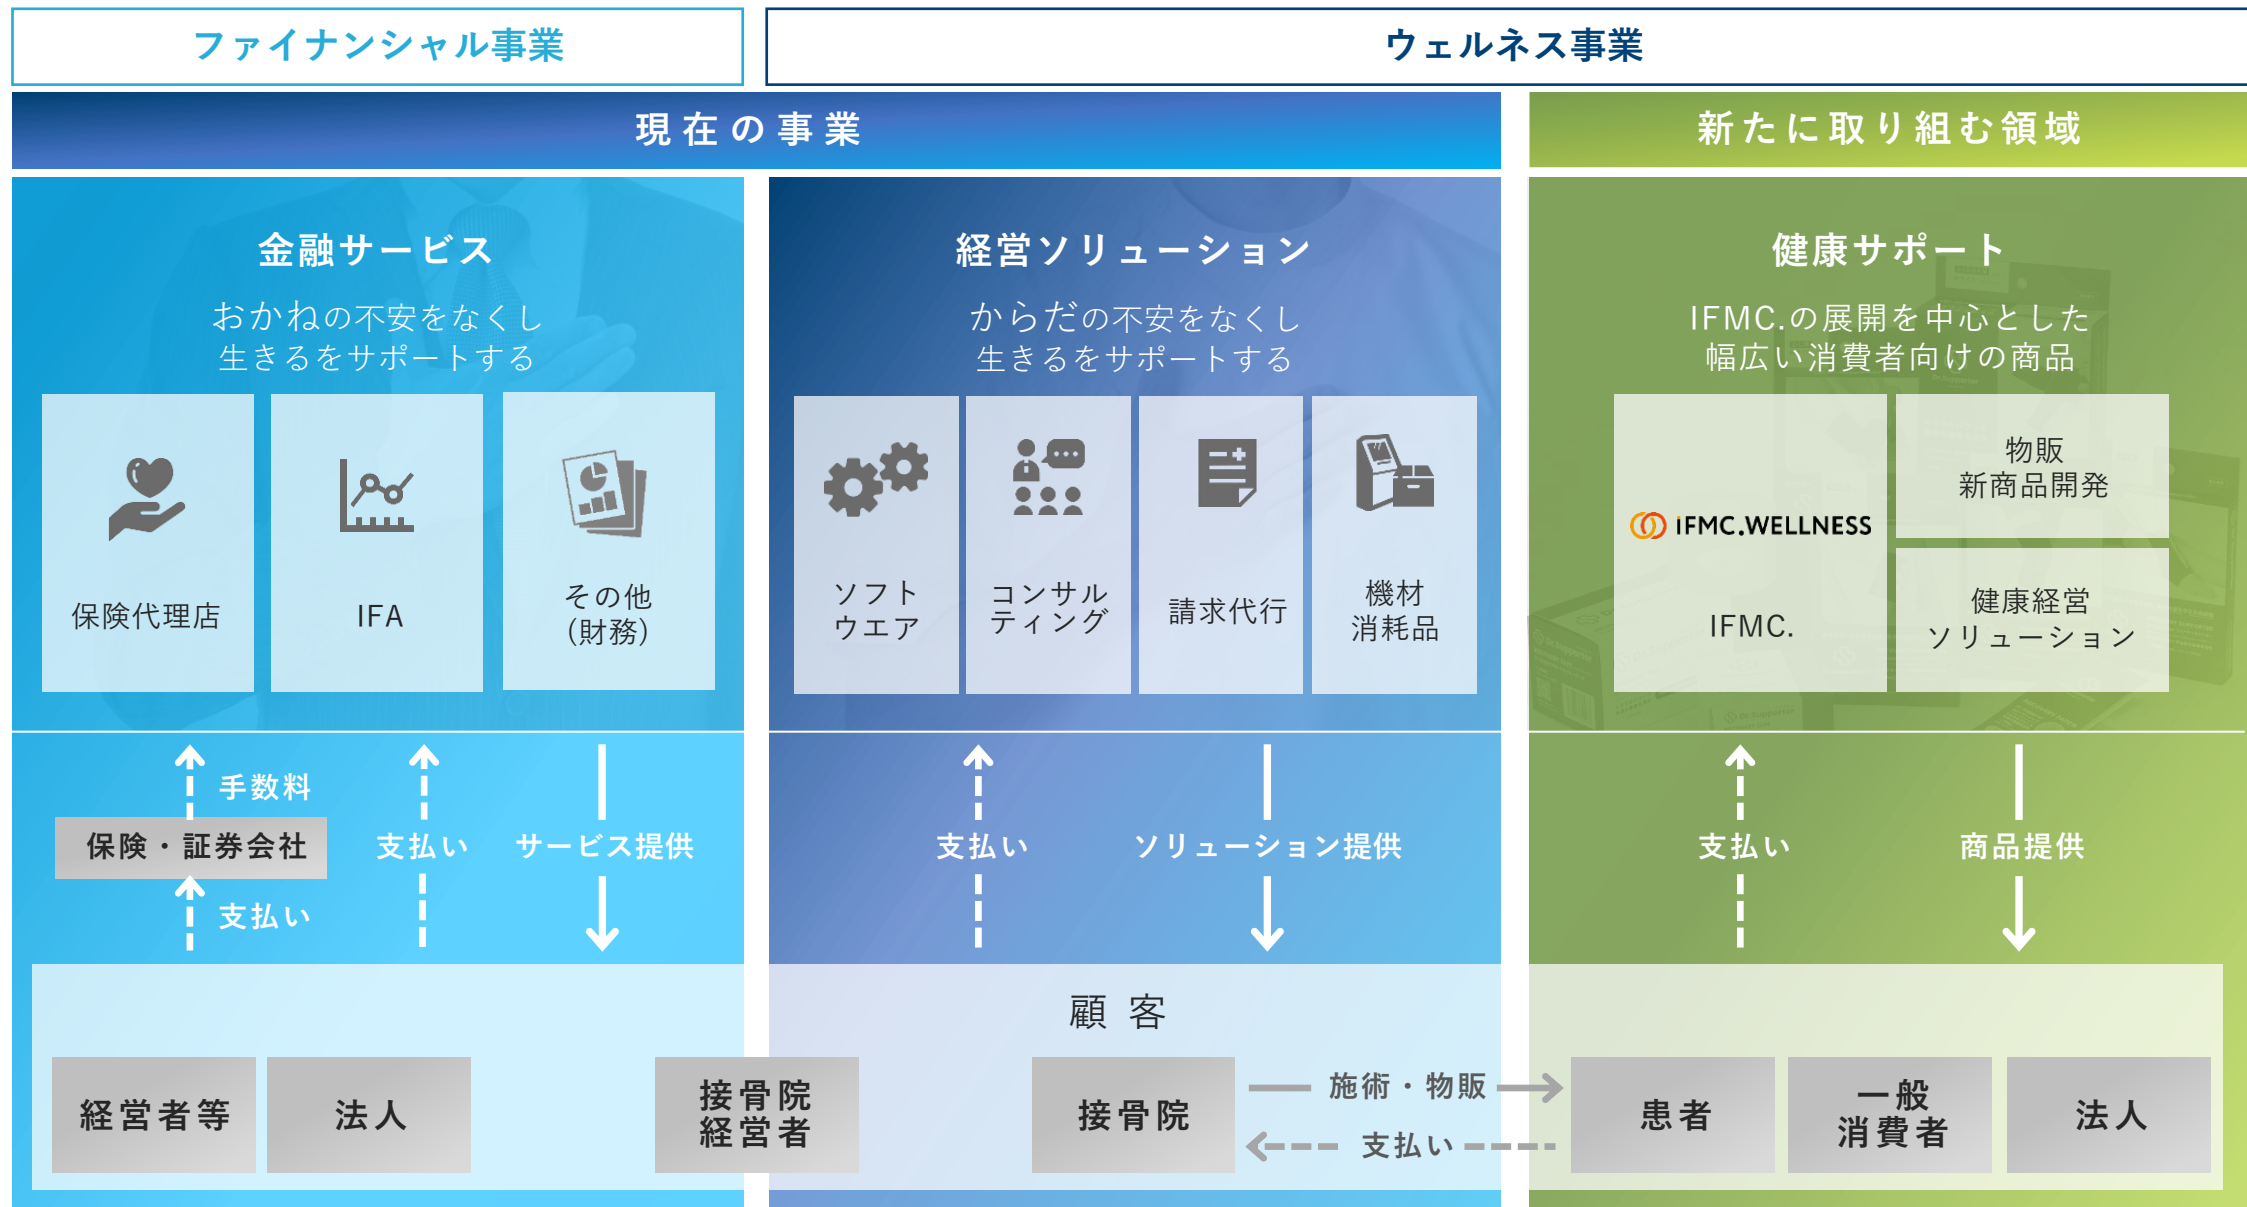 ファイナンシャル事業
ウェルネス事業
現在の事業
新たに取り組む領域
金融サービス
おかねの不安をなくし
生きるをサポートする
保険代理店
IFA
その他
(財務)
経営ソリューション
からだの不安をなくし
生きるをサポートする
ソフト
ウエア
コンサル
ティング
請求代行
機材
消耗品
健康サポート
IFMC.の展開を中心とした
幅広い消費者向けの商品
iFMC.WELLNESS
IFMC.
物販
新商品開発
健康経営
ソリューション
手数料
保険・証券会社
支払い
支払い
サービス提供
支払い
ソリューション提供
支払い
商品提供
顧客
経営者等
法人
接骨院
経営者
接骨院
施術・物販
支払い
患者
一般
消費者
法人